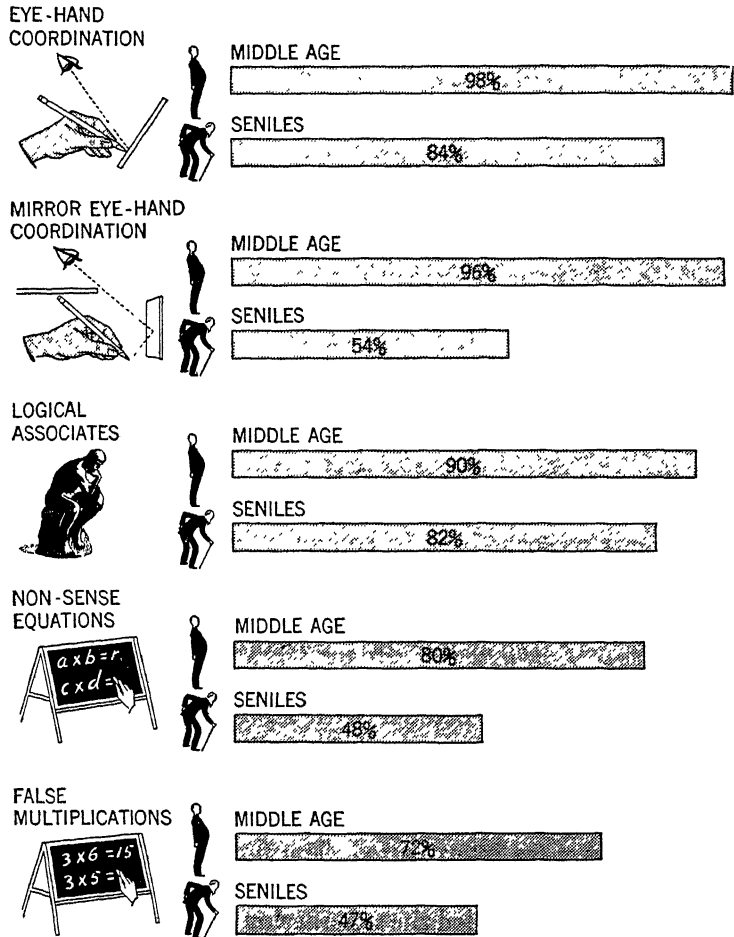 EYE-HAND
COORDINATION
MIDDLE AGE
98%
SENILES
84%
MIRROR EYE-HAND
COORDINATION
MIDDLE AGE
96%
SENILES
54%
LOGICAL
ASSOCIATES
MIDDLE AGE
90%
SENILES
82%
NON-SENSE
EQUATIONS
a x b = r.
c x d =
MIDDLE AGE
80%
SENILES
48%
FALSE
MULTIPLICATIONS
3 x 6 = 15
3 x 5 =
MIDDLE AGE
72%
SENILES
47%